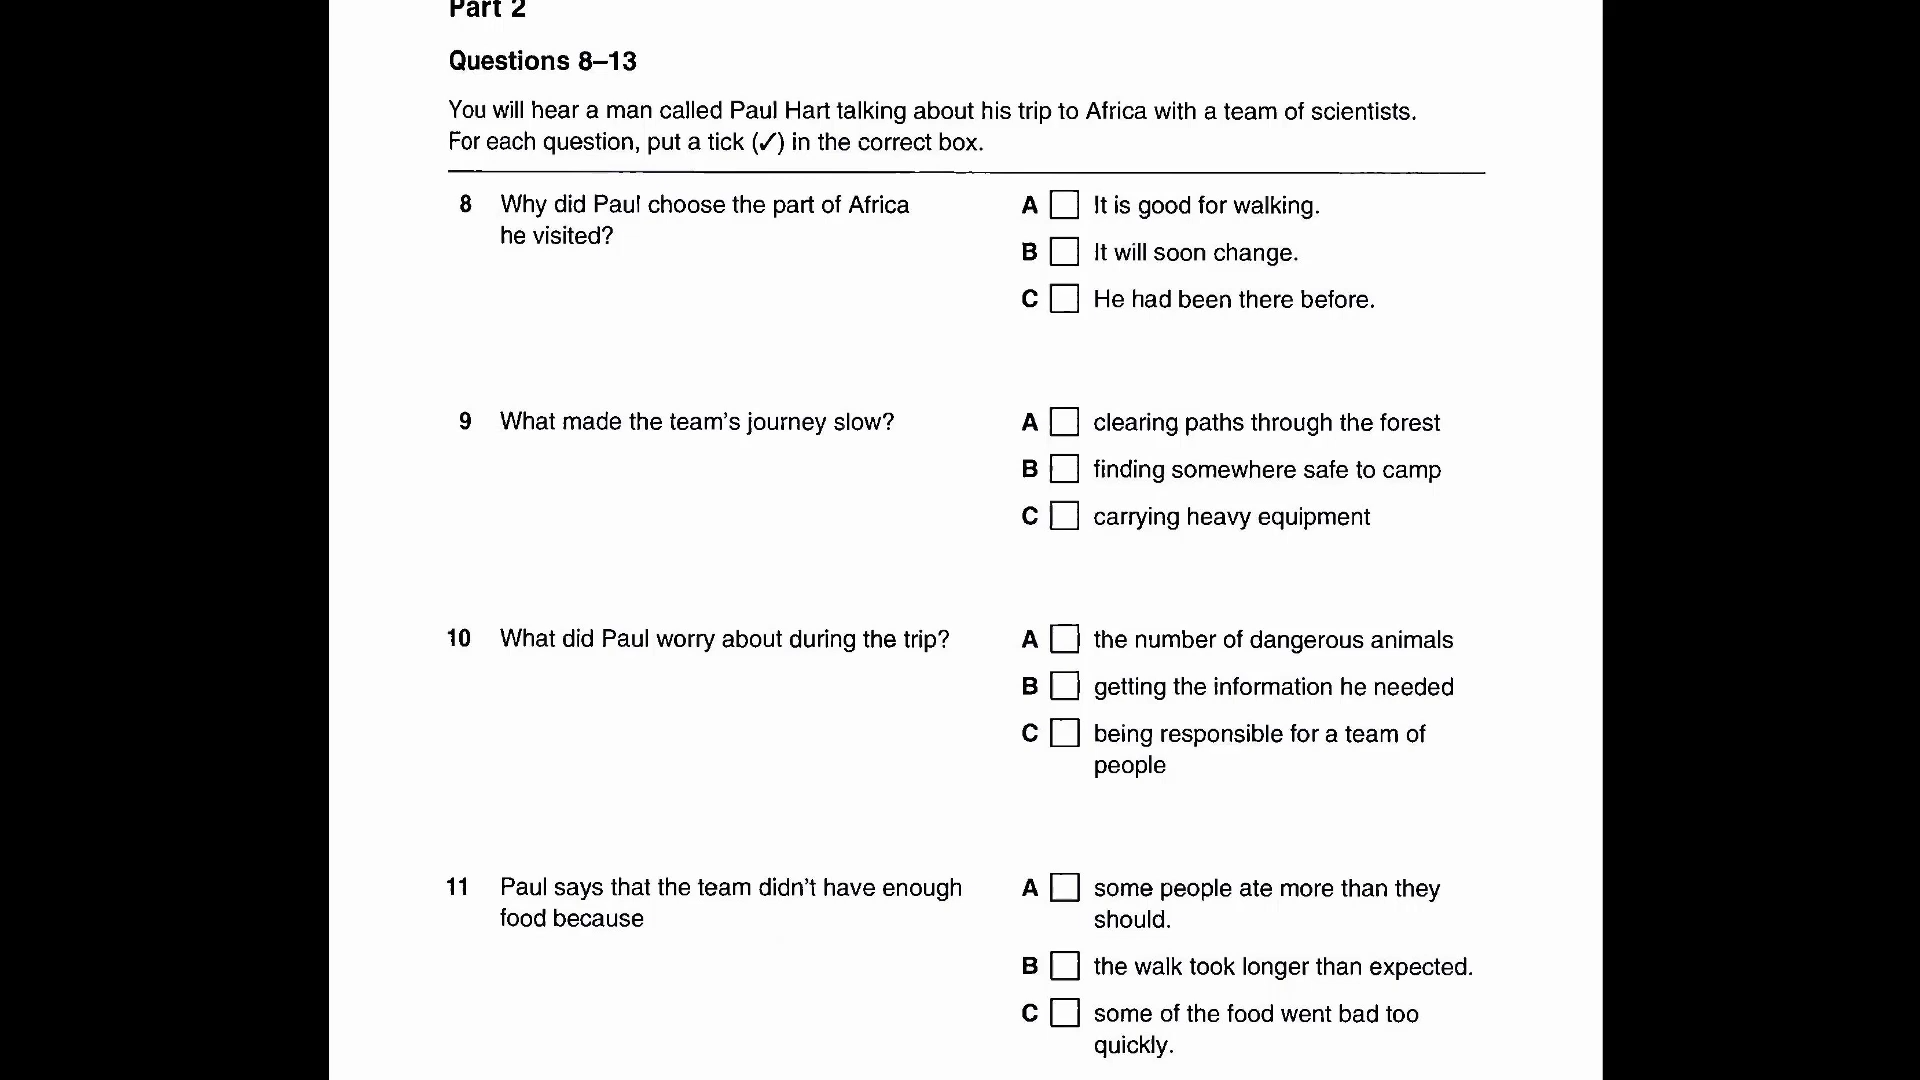 Part 2
Questions 8–13
You will hear a man called Paul Hart talking about his trip to Africa with a team of scientists.
For each question, put a tick (✓) in the correct box.
8 Why did Paul choose the part of Africa
he visited?
A It is good for walking.
B It will soon change.
C He had been there before.
9 What made the team's journey slow?
A clearing paths through the forest
B finding somewhere safe to camp
C carrying heavy equipment
10 What did Paul worry about during the trip?
A the number of dangerous animals
B getting the information he needed
C being responsible for a team of
people
11 Paul says that the team didn't have enough
food because
A some people ate more than they
should.
B the walk took longer than expected.
C some of the food went bad too
quickly.